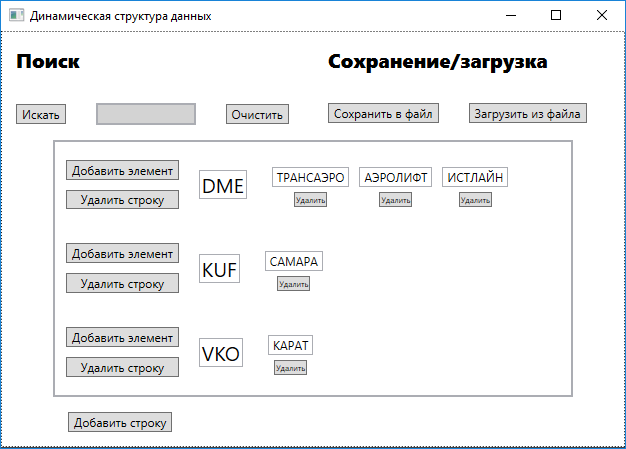 Динамическая структура данных
Поиск Сохранение/загрузка
Искать Очистить Сохранить в файл Загрузить из файла
Добавить элемент
Удалить строку
DME
ТРАНСАЭРО АЭРОЛИФТ ИСТЛАЙН
Удалить Удалить Удалить
Добавить элемент
Удалить строку
KUF
САМАРА
Удалить
Добавить элемент
Удалить строку
VKO
КАРАТ
Удалить
Добавить строку